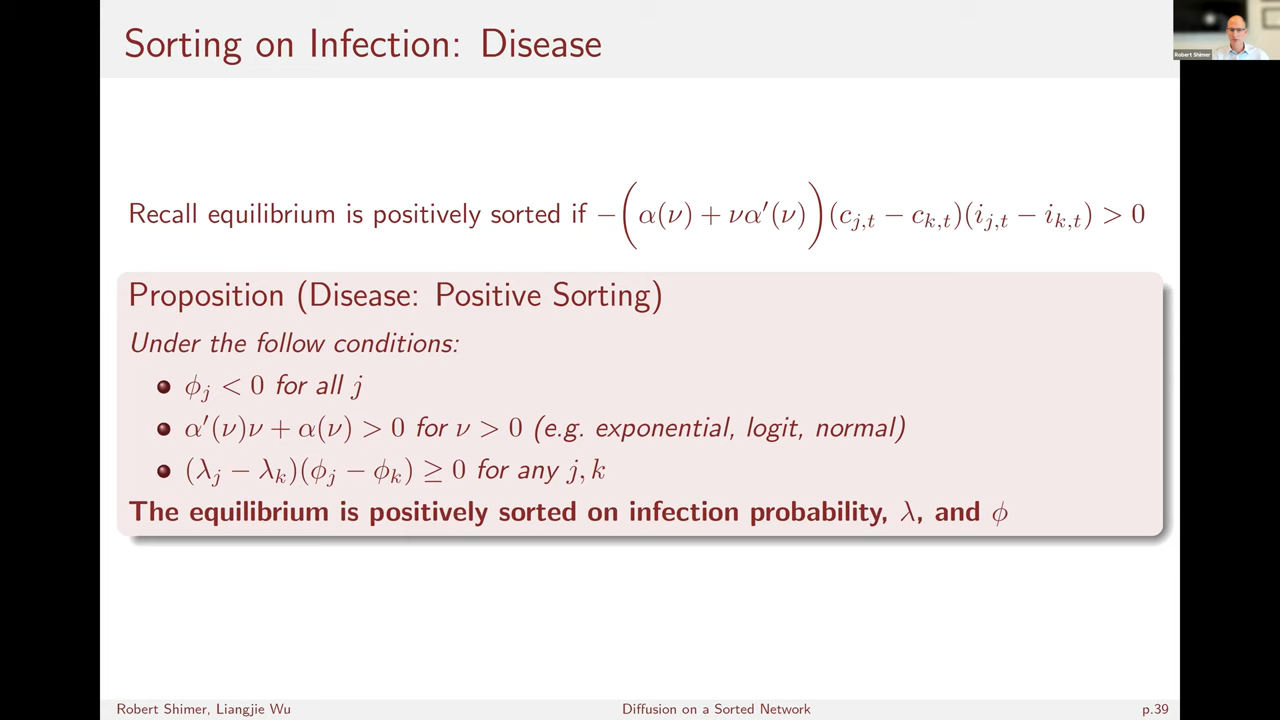 Sorting on Infection: Disease
Robert Shimer
Recall equilibrium is positively sorted if −(α(ν) + να′(ν))(c_{j,t} − c_{k,t})(i_{j,t} − i_{k,t}) > 0
Proposition (Disease: Positive Sorting)
Under the follow conditions:
● ϕ_j < 0 for all j
● α′(ν)ν + α(ν) > 0 for ν > 0 (e.g. exponential, logit, normal)
● (λ_j − λ_k)(ϕ_j − ϕ_k) ≥ 0 for any j, k
The equilibrium is positively sorted on infection probability, λ, and ϕ
Robert Shimer, Liangjie Wu Diffusion on a Sorted Network p.39